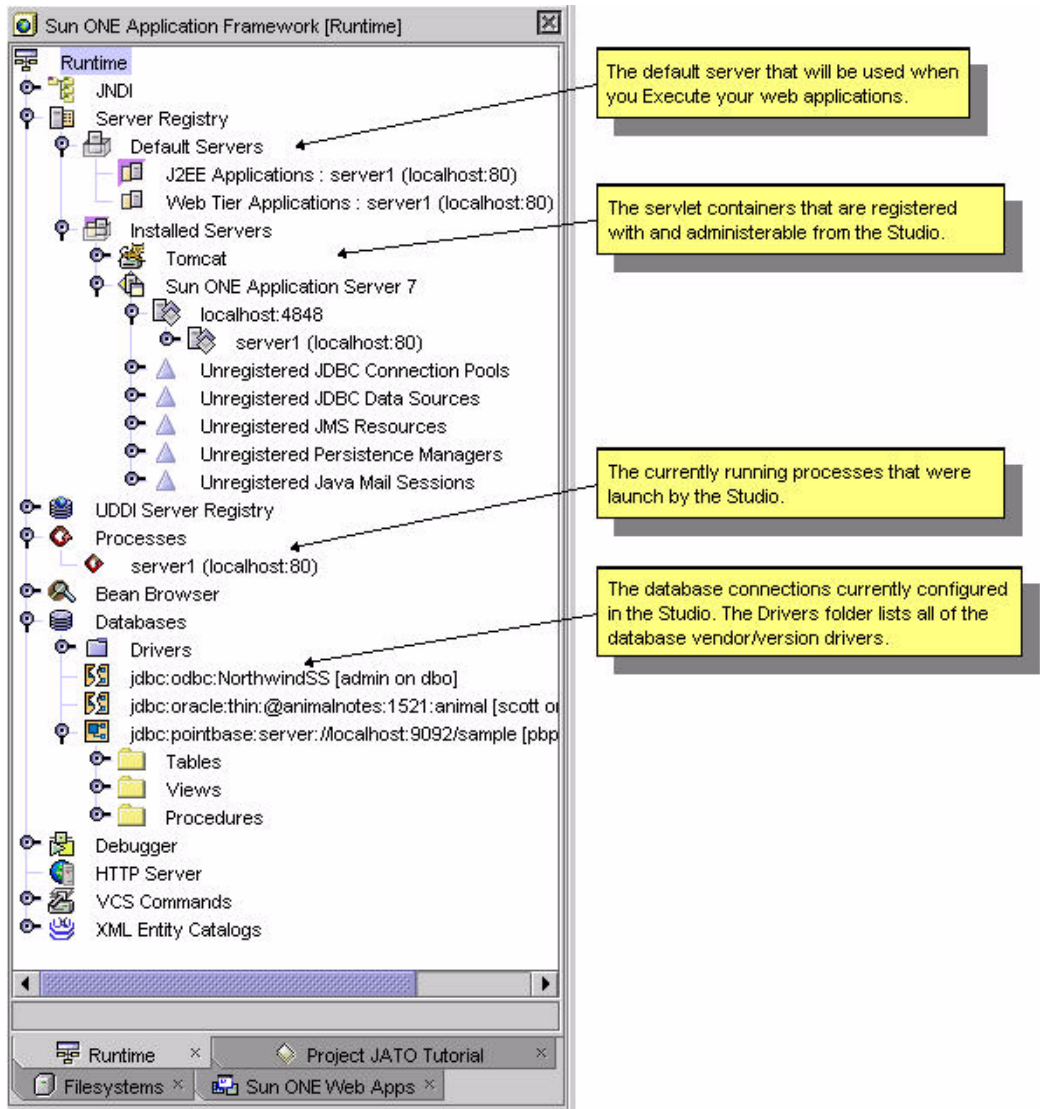 Sun ONE Application Framework [Runtime]
Runtime
JNDI
Server Registry
Default Servers
J2EE Applications : server1 (localhost:80)
Web Tier Applications : server1 (localhost:80)
Installed Servers
Tomcat
Sun ONE Application Server 7
localhost:4848
server1 (localhost:80)
Unregistered JDBC Connection Pools
Unregistered JDBC Data Sources
Unregistered JMS Resources
Unregistered Persistence Managers
Unregistered Java Mail Sessions
UDDI Server Registry
Processes
server1 (localhost:80)
Bean Browser
Databases
Drivers
jdbc:odbc:NorthwindSS [admin on dbo]
jdbc:oracle:thin:@animalnotes:1521:animal [scott o
jdbc:pointbase:server://localhost:9092/sample [pbp
Tables
Views
Procedures
Debugger
HTTP Server
VCS Commands
XML Entity Catalogs
Runtime
Project JATO Tutorial
Filesystems
Sun ONE Web Apps
The default server that will be used when
you Execute your web applications.
The servlet containers that are registered
with and administerable from the Studio.
The currently running processes that were
launch by the Studio.
The database connections currently configured
in the Studio. The Drivers folder lists all of the
database vendor/version drivers.